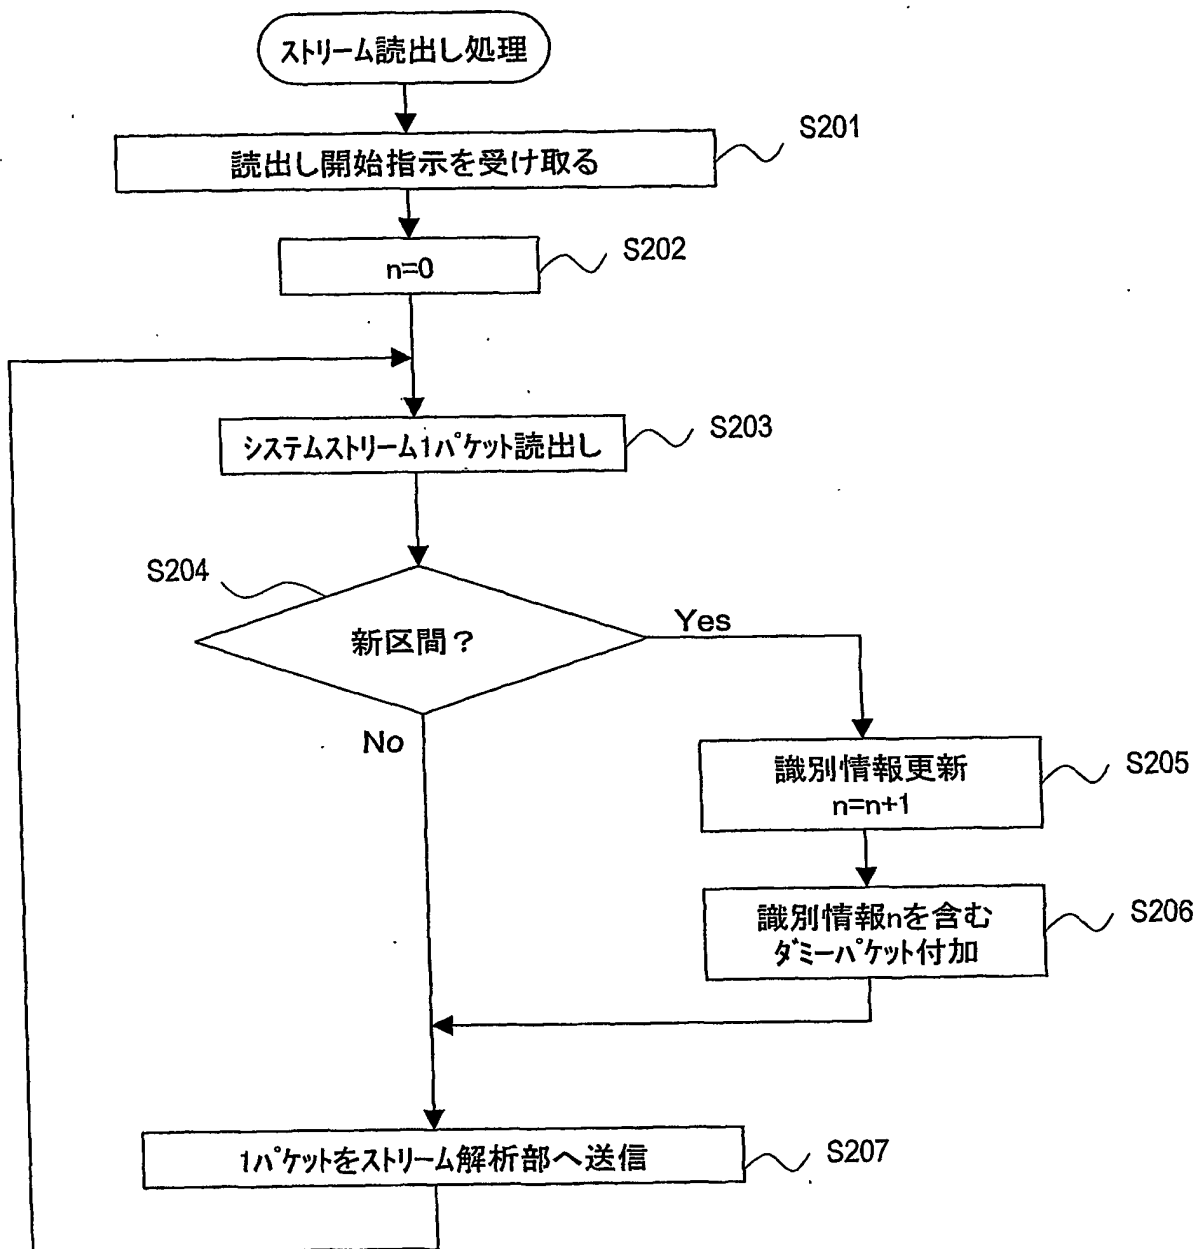 ストリーム読出し処理
読出し開始指示を受け取る
S201
n=0
S202
システムストリーム1パケット読出し
S203
S204
新区間？
Yes
No
識別情報更新
n=n+1
S205
識別情報nを含む
ダミーパケット付加
S206
1パケットをストリーム解析部へ送信
S207